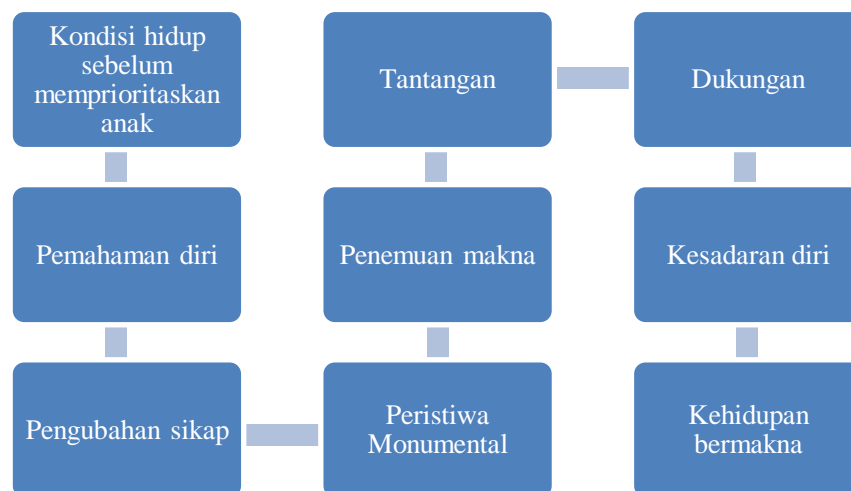 Kondisi hidup
sebelum
memprioritaskan
anak
Pemahaman diri
Pengubahan sikap
Peristiwa
Monumental
Penemuan makna
Tantangan
Dukungan
Kesadaran diri
Kehidupan
bermakna